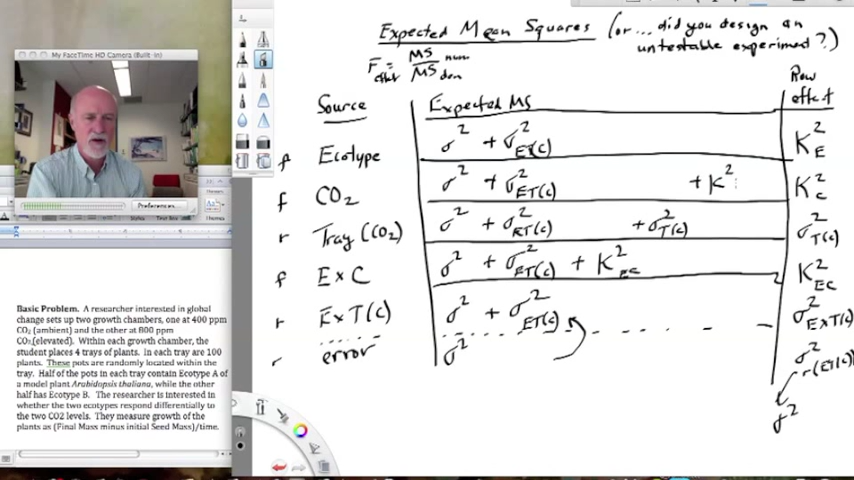 Expected Mean Squares (or... did you design an
untestable experiment?)
F effect = MS num / MS den
My FaceTime HD Camera (Built-in)
Preferences...
Source Expected MS Row effect
f Ecotype σ² + σ²ET(C) K²E
f CO2 σ² + σ²ET(C) + K² K²C
r Tray (CO2) σ² + σ²ET(C) + σ²T(C) σ²T(C)
f E x C σ² + σ²ET(C) + K²EC K²EC
r E x T(C) σ² + σ²ET(C) σ²ExT(C)
r error σ² σ²r(ET(C))
σ²
Basic Problem. A researcher interested in global
change sets up two growth chambers, one at 400 ppm
CO2 (ambient) and the other at 800 ppm
CO2 (elevated). Within each growth chamber, the
student places 4 trays of plants. In each tray are 100
plants. These pots are randomly located within the
tray. Half of the pots in each tray contain Ecotype A of
a model plant Arabidopsis thaliana, while the other
half has Ecotype B. The researcher is interested in
whether the two ecotypes respond differentially to
the two CO2 levels. They measure growth of the
plants as (Final Mass minus initial Seed Mass)/time.